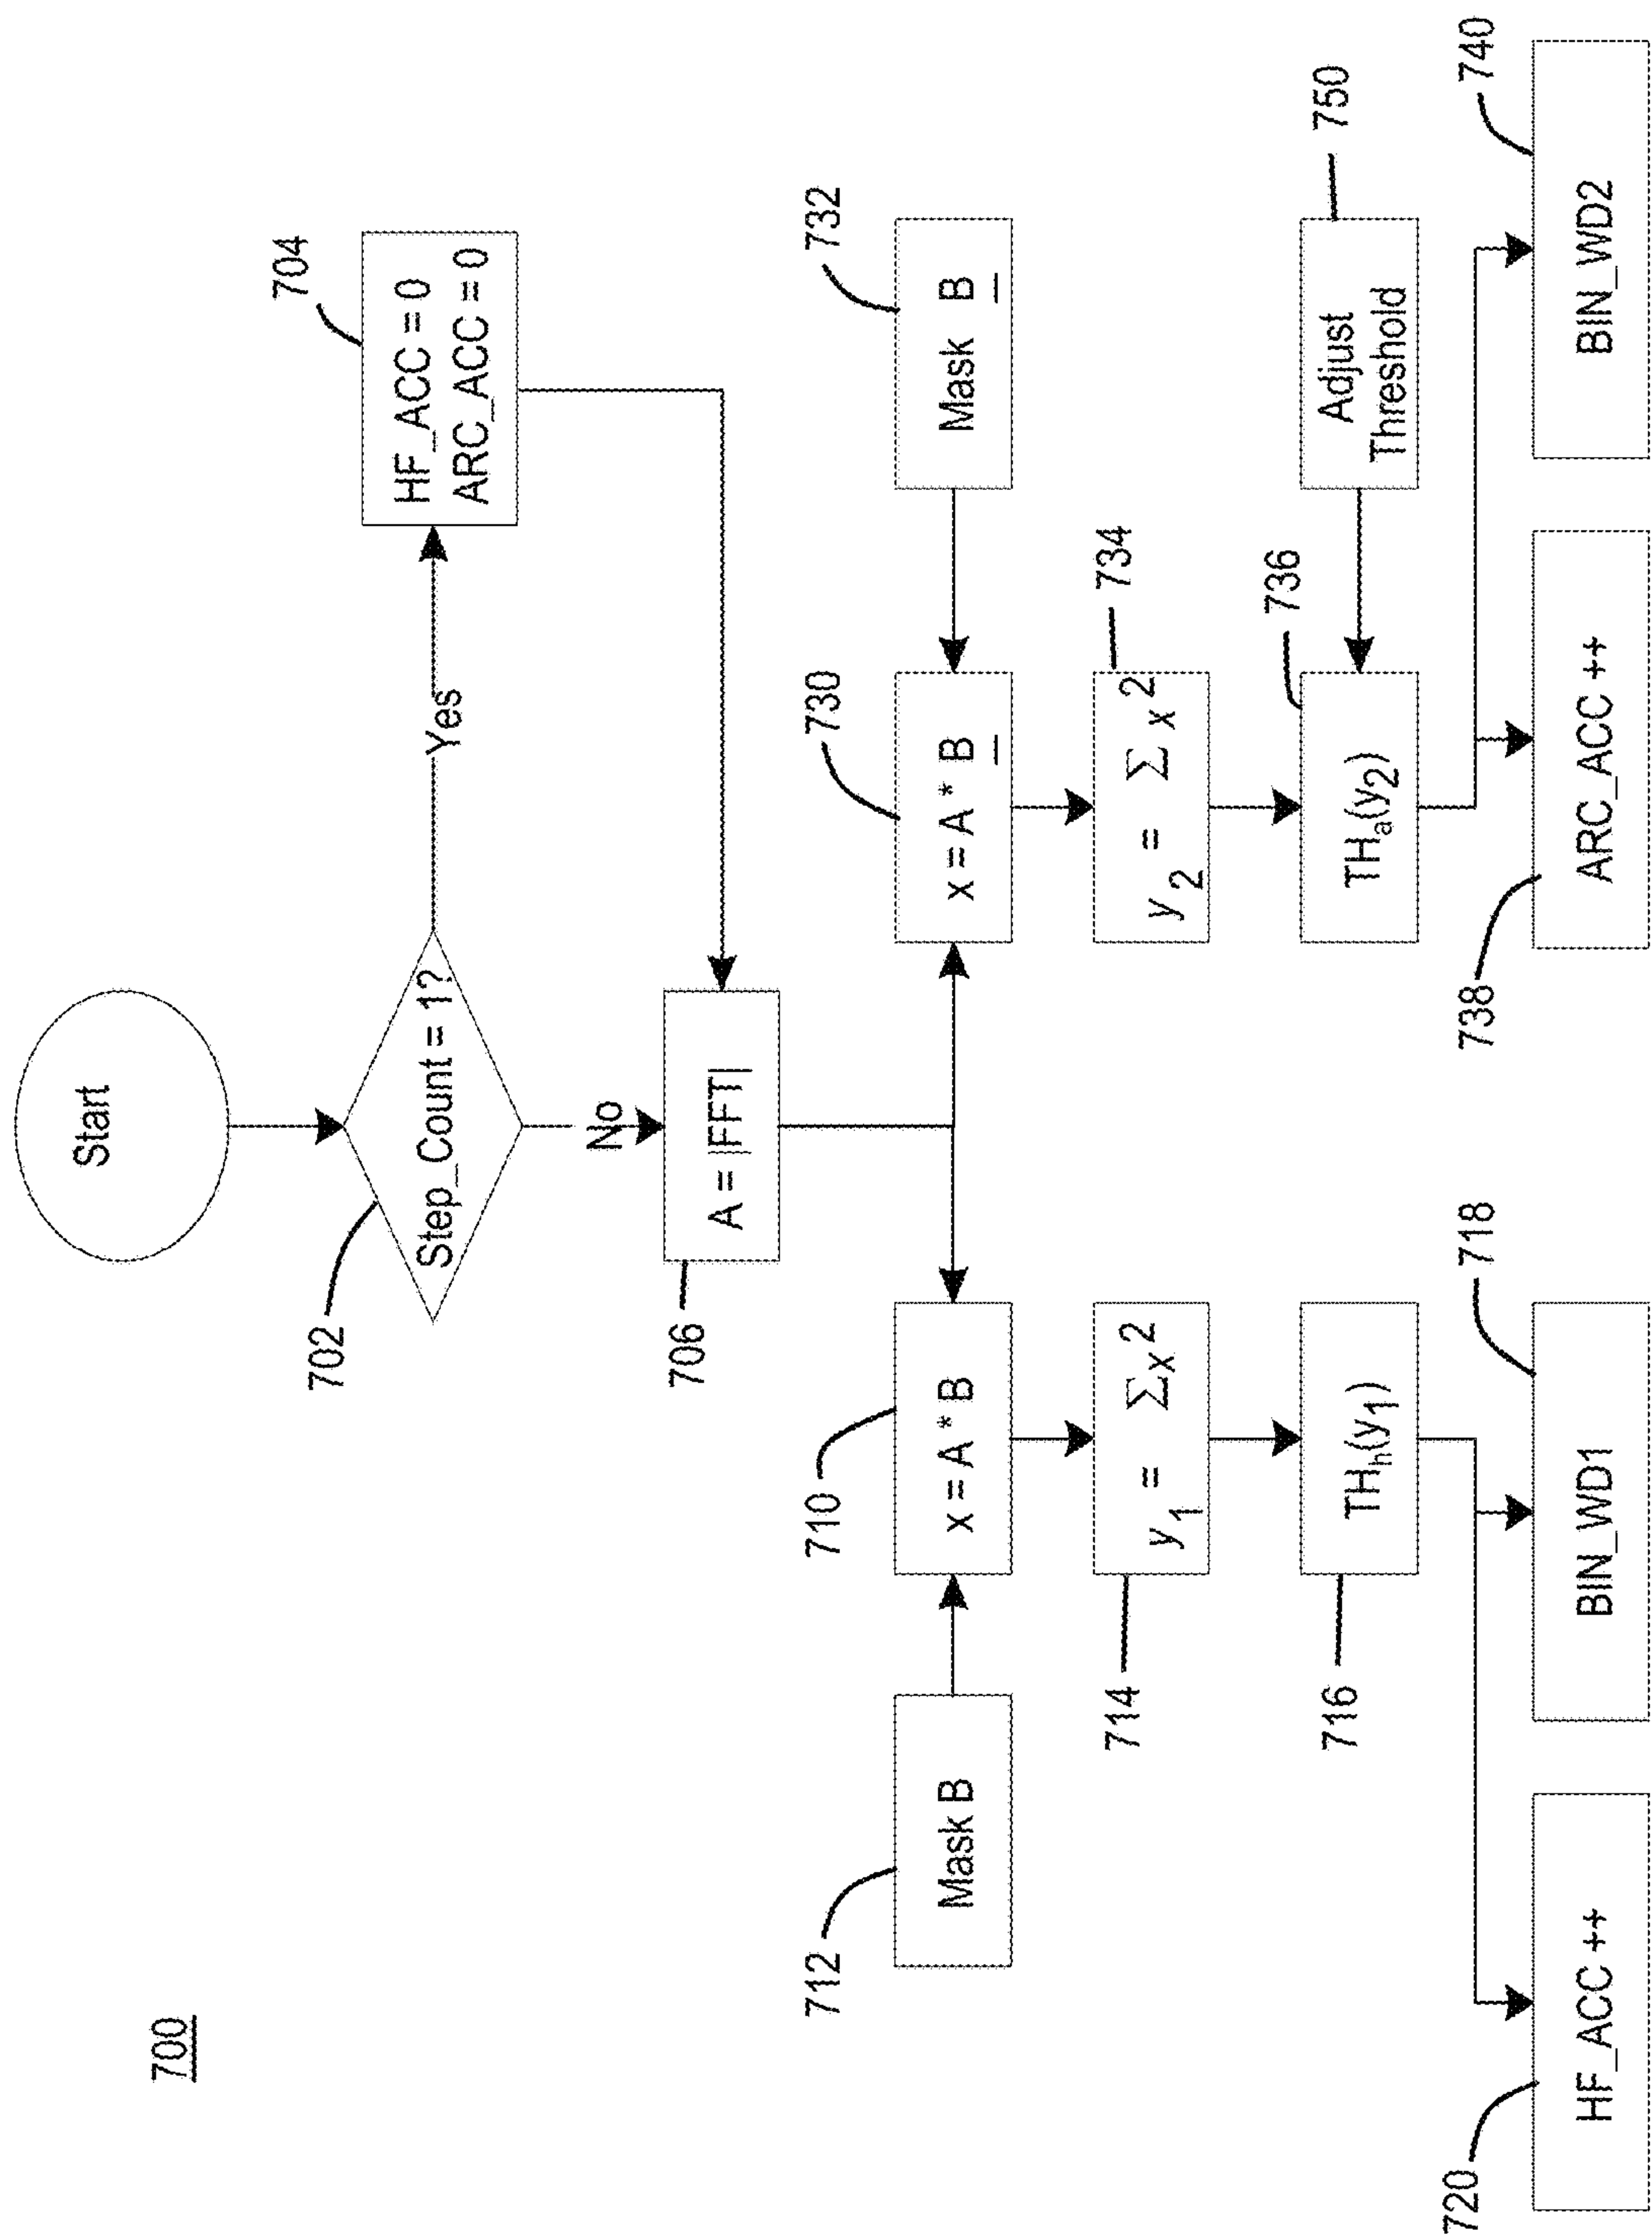 700
Start
702
Step_Count = 1?
Yes
704
HF_ACC = 0
ARC_ACC = 0
No
706
A = |FFT|
712
Mask B
710
x = A * B
730
x = A * B
732
Mask B
714
y1 = Σx²
734
y2 = Σ x²
716
THh(y1)
736
THa(y2)
750
Adjust
Threshold
720
HF_ACC ++
718
BIN_WD1
738
ARC_ACC ++
740
BIN_WD2